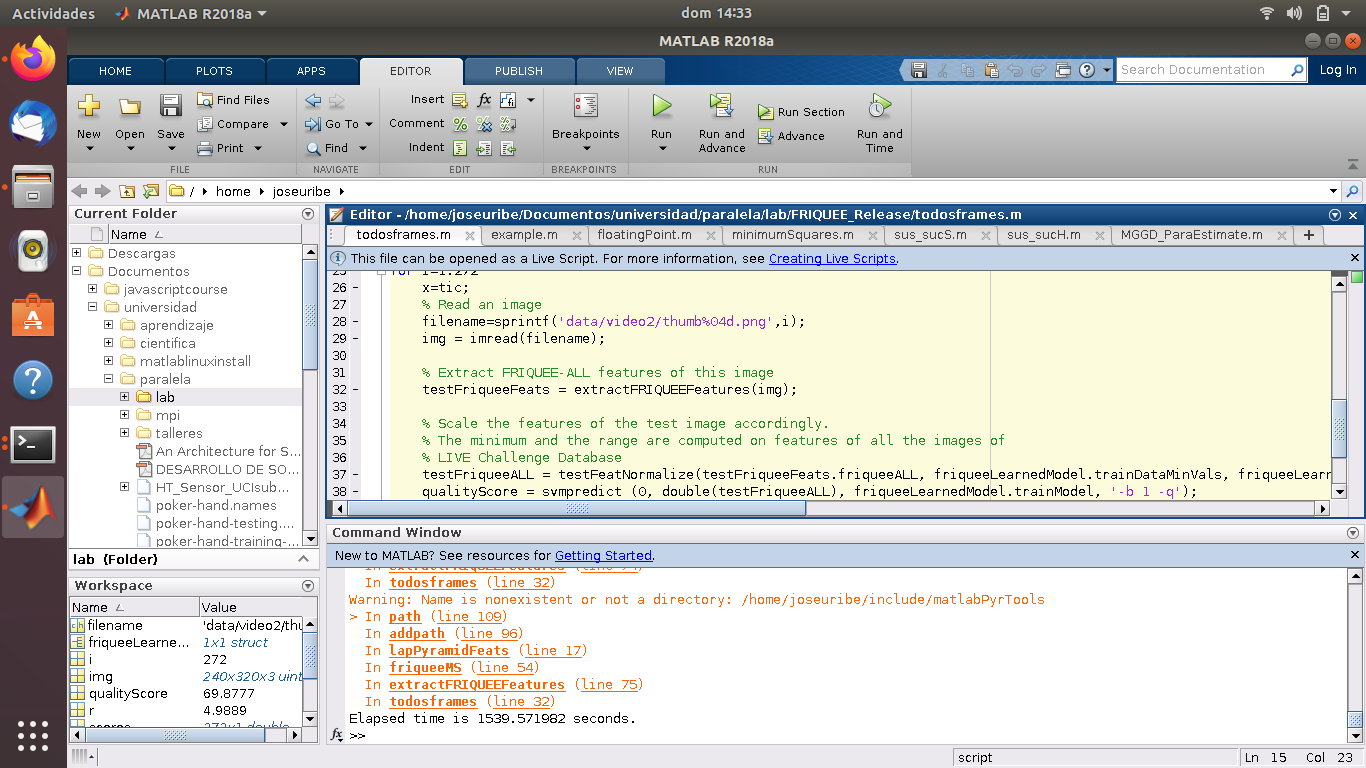 Actividades MATLAB R2018a dom 14:33
MATLAB R2018a
HOME PLOTS APPS EDITOR PUBLISH VIEW Search Documentation Log In
New Open Save Find Files Compare Print
Go To Find
Insert fx
Comment
Indent
Breakpoints
Run Run and Advance Run Section Advance Run and Time
FILE NAVIGATE EDIT BREAKPOINTS RUN
/ home joseuribe
Current Folder
Name
Descargas
Documentos
javascriptcourse
universidad
aprendizaje
cientifica
matlablinuxinstall
paralela
lab
mpi
talleres
An Architecture for S...
DESARROLLO DE SO...
HT_Sensor_UCIsub...
poker-hand.names
poker-hand-testing....
poker-hand-training-...
lab (Folder)
Workspace
Name Value
filename 'data/video2/thu
friqueeLearne... 1x1 struct
i 272
img 240x320x3 uint
qualityScore 69.8777
r 4.9889
scores 272x1 double
Editor - /home/joseuribe/Documentos/universidad/paralela/lab/FRIQUEE_Release/todosframes.m
todosframes.m example.m floatingPoint.m minimumSquares.m sus_sucS.m sus_sucH.m MGGD_ParaEstimate.m +
This file can be opened as a Live Script. For more information, see Creating Live Scripts.
25 for i=1:272
26 - x=tic;
27 % Read an image
28 - filename=sprintf('data/video2/thumb%04d.png',i);
29 - img = imread(filename);
30
31 % Extract FRIQUEE-ALL features of this image
32 - testFriqueeFeats = extractFRIQUEEFeatures(img);
33
34 % Scale the features of the test image accordingly.
35 % The minimum and the range are computed on features of all the images of
36 % LIVE Challenge Database
37 - testFriqueeALL = testFeatNormalize(testFriqueeFeats.friqueeALL, friqueeLearnedModel.trainDataMinVals, friqueeLearr
38 - qualityScore = svmpredict (0, double(testFriqueeALL), friqueeLearnedModel.trainModel, '-b 1 -q');
Command Window
New to MATLAB? See resources for Getting Started.
In extractFRIQUEEFeatures (line 74)
In todosframes (line 32)
Warning: Name is nonexistent or not a directory: /home/joseuribe/include/matlabPyrTools
> In path (line 109)
In addpath (line 96)
In lapPyramidFeats (line 17)
In friqueeMS (line 54)
In extractFRIQUEEFeatures (line 75)
In todosframes (line 32)
Elapsed time is 1539.571982 seconds.
fx >>
script Ln 15 Col 23